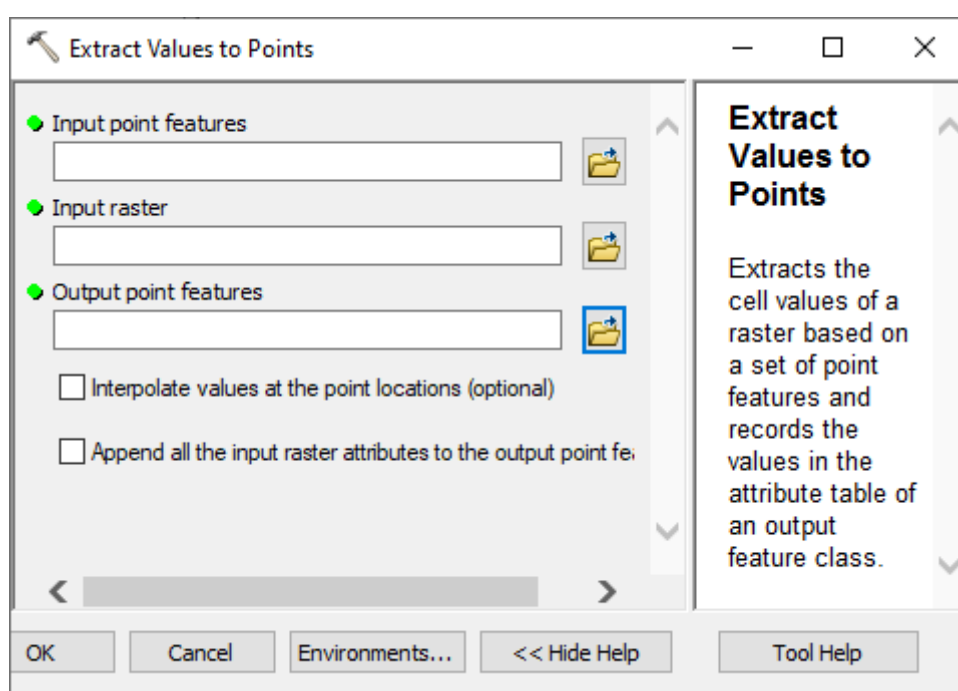 Extract Values to Points
Input point features
Input raster
Output point features
Interpolate values at the point locations (optional)
Append all the input raster attributes to the output point
Extract
Values to
Points
Extracts the
cell values of a
raster based on
a set of point
features and
records the
values in the
attribute table of
an output
feature class.
OK
Cancel
Environments...
<< Hide Help
Tool Help